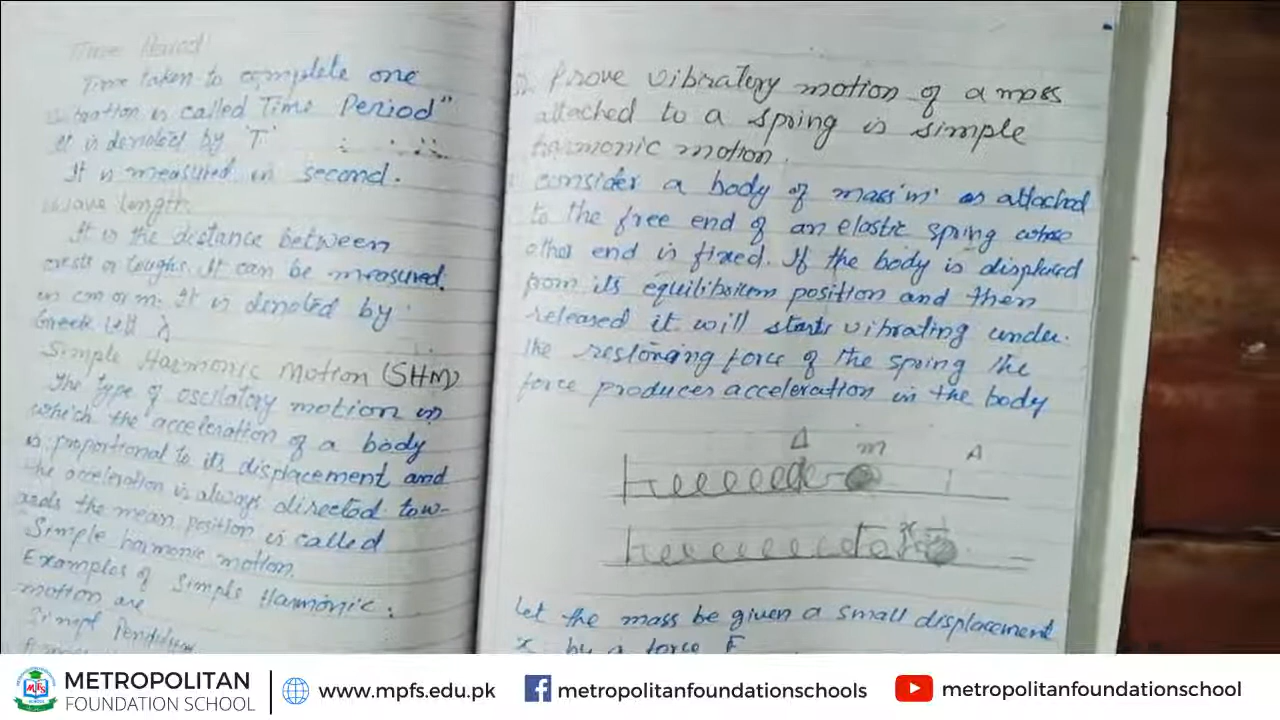 Time Period
Time taken to complete one
bration is called Time Period"
It is denoted by 'T'
It is measured in second.
wave length.
It is the distance between
crests or toughs. It can be measured.
in cm or m. It is denoted by
Greek λ
Simple Harmonic Motion (SHM)
The type of oscilatory motion in
which the acceleration of a body
is proportional to its displacement and
the acceleration is always directed tow-
ards the mean position is called
Simple harmonic motion.
Examples of Simple Harmonic:
motion are
Simpl Pendulum
Prove vibratory motion of a mass
attached to a spring is simple
harmonic motion.
consider a body of mass 'm' as attached
to the free end of an elastic spring whose
other end is fixed. If the body is displaced
from its equilibrium position and then
released it will starts vibrating under.
the restoring force of the spring the
force produces acceleration in the body
m A
x
Let the mass be given a small displacement
x by a force F
METROPOLITAN
FOUNDATION SCHOOL
MFS
www.mpfs.edu.pk
metropolitanfoundationschools
metropolitanfoundationschool